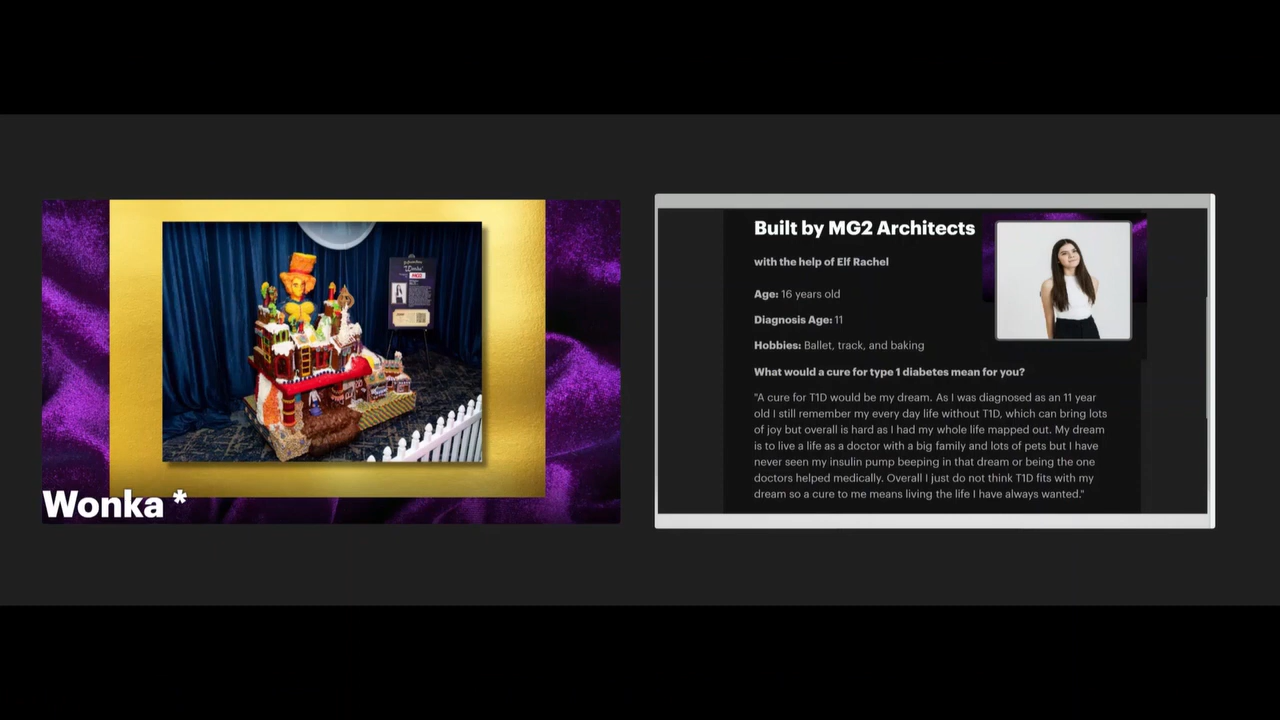 Wonka *
Built by MG2 Architects
with the help of Elf Rachel
Age: 16 years old
Diagnosis Age: 11
Hobbies: Ballet, track, and baking
What would a cure for type 1 diabetes mean for you?
"A cure for T1D would be my dream. As I was diagnosed as an 11 year
old I still remember my every day life without T1D, which can bring lots
of joy but overall is hard as I had my whole life mapped out. My dream
is to live a life as a doctor with a big family and lots of pets but I have
never seen my insulin pump beeping in that dream or being the one
doctors helped medically. Overall I just do not think T1D fits with my
dream so a cure to me means living the life I have always wanted."